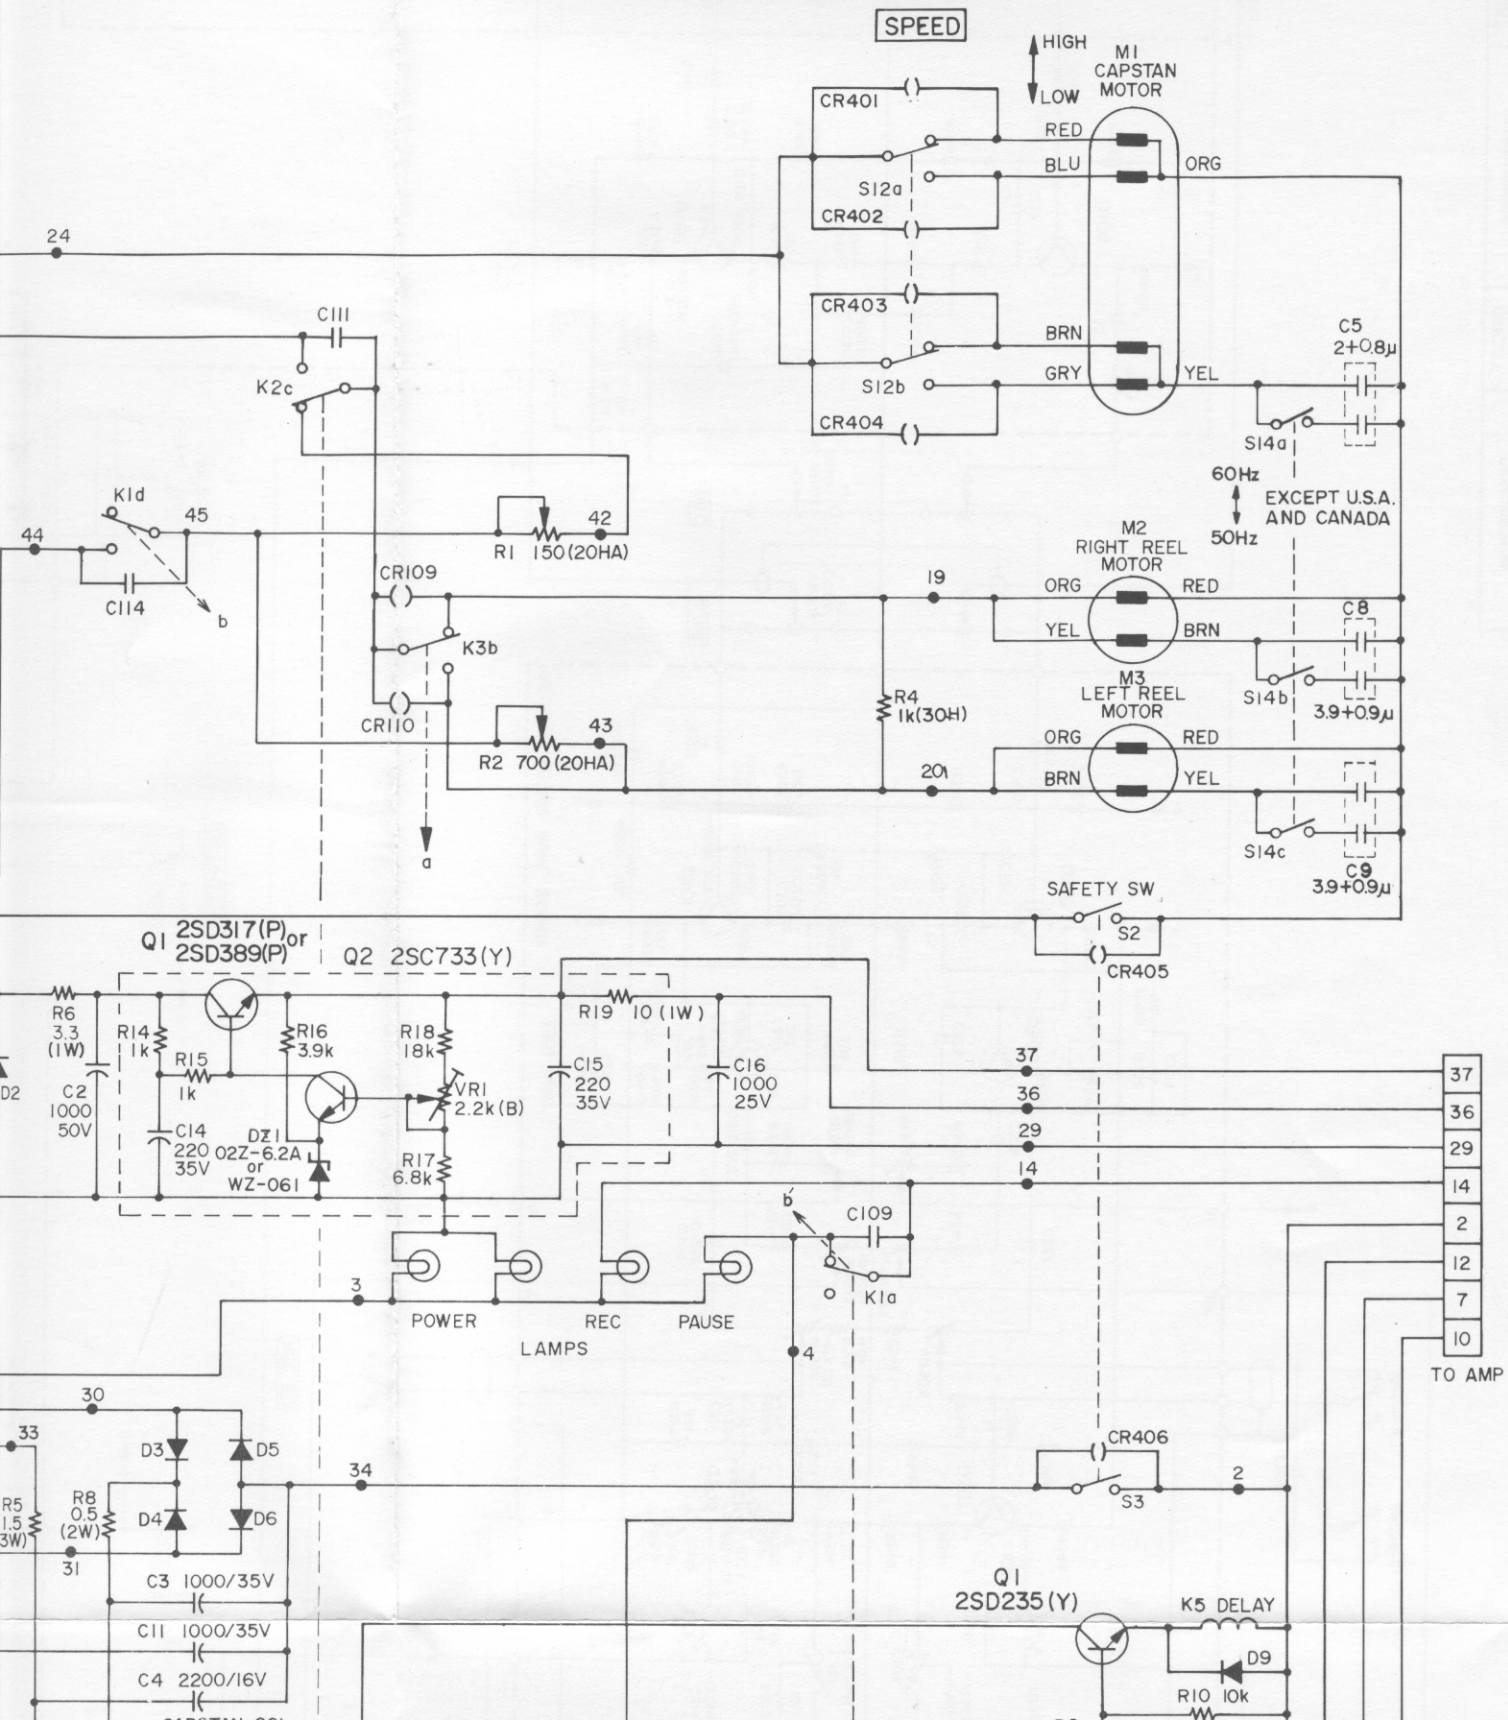 SPEED
HIGH
LOW
M1
CAPSTAN
MOTOR
CR401
RED
BLU
ORG
S12a
CR402
24
CR403
BRN
GRY
YEL
S12b
CR404
C5
2+0.8μ
S14a
C111
K2c
60Hz
50Hz
EXCEPT U.S.A.
AND CANADA
K1d
45
44
42
R1 150(20HA)
C114
b
CR109
M2
RIGHT REEL
MOTOR
19
ORG
RED
YEL
BRN
C8
K3b
R4
1k(30H)
S14b
3.9+0.9μ
CR110
M3
LEFT REEL
MOTOR
43
R2 700(20HA)
ORG
RED
201
BRN
YEL
S14c
C9
3.9+0.9μ
a
SAFETY SW
S2
CR405
Q1 2SD317(P) or
2SD389(P)
Q2 2SC733(Y)
R6
3.3
(1W)
R14
1k
R15
1k
R16
3.9k
R18
18k
R19 10(1W)
D2
C2
1000
50V
C14
220
35V
DZ1
02Z-6.2A
or
WZ-061
VR1
2.2k(B)
R17
6.8k
C15
220
35V
C16
1000
25V
37
36
29
14
37
36
29
14
2
12
7
10
TO AMP
b'
C109
K1a
3
POWER
REC
PAUSE
LAMPS
4
30
33
D3
D5
D4
D6
34
R5
1.5
3W)
R8
0.5
(2W)
31
CR406
S3
2
C3 1000/35V
C11 1000/35V
C4 2200/16V
Q1
2SD235(Y)
K5 DELAY
D9
R10 10k